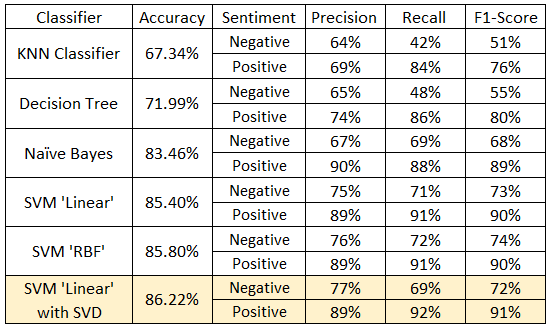 Classifier Accuracy Sentiment Precision Recall F1-Score
KNN Classifier 67.34% Negative 64% 42% 51%
Positive 69% 84% 76%
Decision Tree 71.99% Negative 65% 48% 55%
Positive 74% 86% 80%
Naïve Bayes 83.46% Negative 67% 69% 68%
Positive 90% 88% 89%
SVM 'Linear' 85.40% Negative 75% 71% 73%
Positive 89% 91% 90%
SVM 'RBF' 85.80% Negative 76% 72% 74%
Positive 89% 91% 90%
SVM 'Linear' 86.22% Negative 77% 69% 72%
with SVD Positive 89% 92% 91%